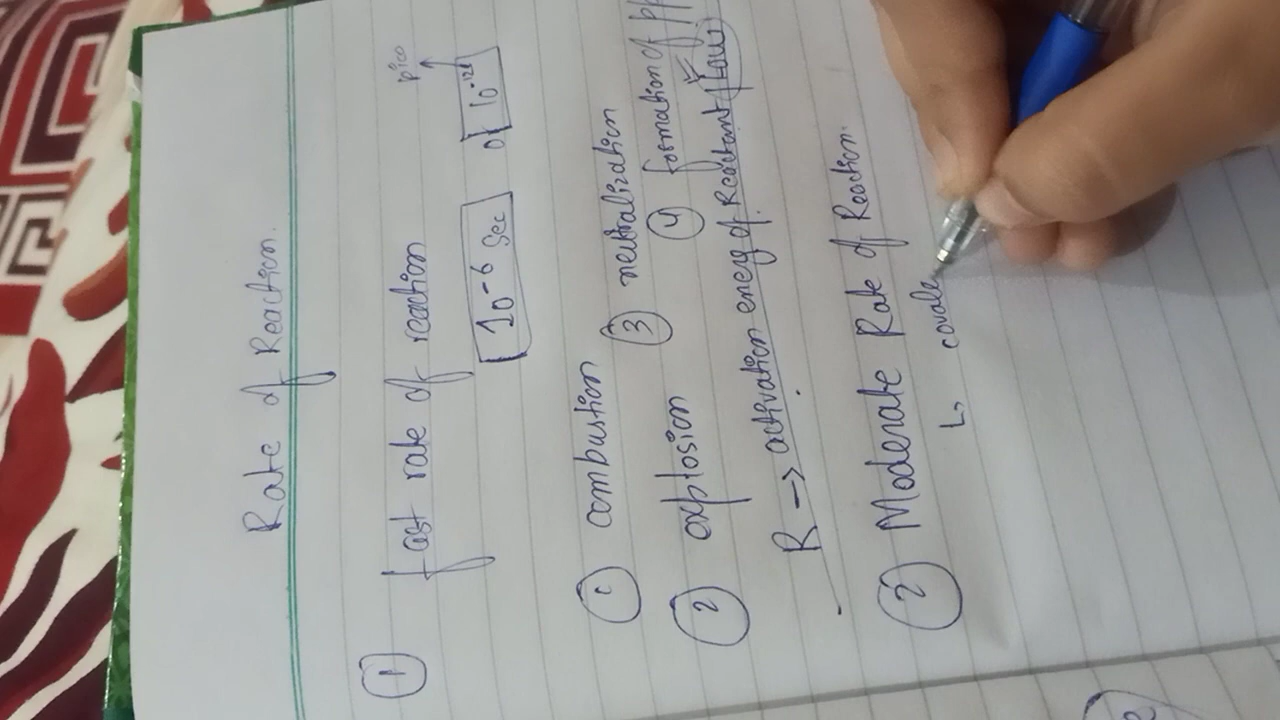 Rate of Reaction.
① fast rate of reaction
pico
10-6 sec of 10-12
① combustion ③ neutralization
② explosion ④ formation of
R → activation energy of Reactant (low)
② Moderate Rate of Reaction.
↳ covale